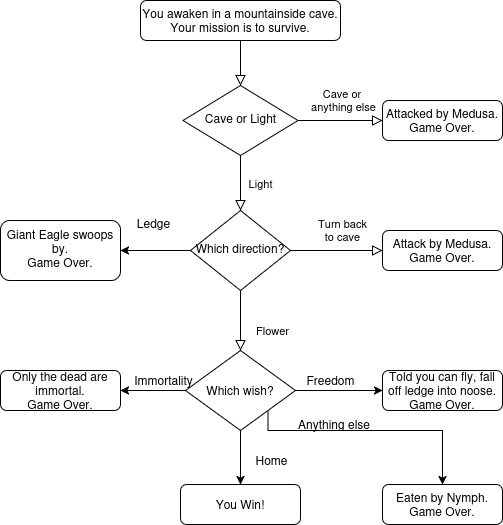 You awaken in a mountainside cave.
Your mission is to survive.
Cave or Light
Cave or
anything else
Attacked by Medusa.
Game Over.
Light
Ledge
Giant Eagle swoops
by.
Game Over.
Which direction?
Turn back
to cave
Attack by Medusa.
Game Over.
Flower
Only the dead are
immortal.
Game Over.
Immortality
Which wish?
Freedom
Told you can fly, fall
off ledge into noose.
Game Over.
Anything else
Home
You Win!
Eaten by Nymph.
Game Over.